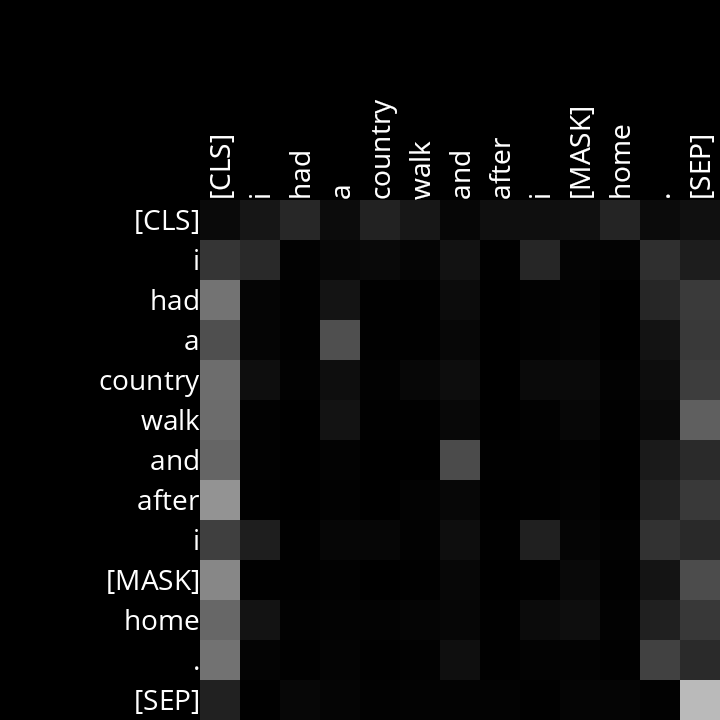 [CLS] i had a country walk and after i [MASK] home . [SEP]
[CLS]
i
had
a
country
walk
and
after
i
[MASK]
home
.
[SEP]